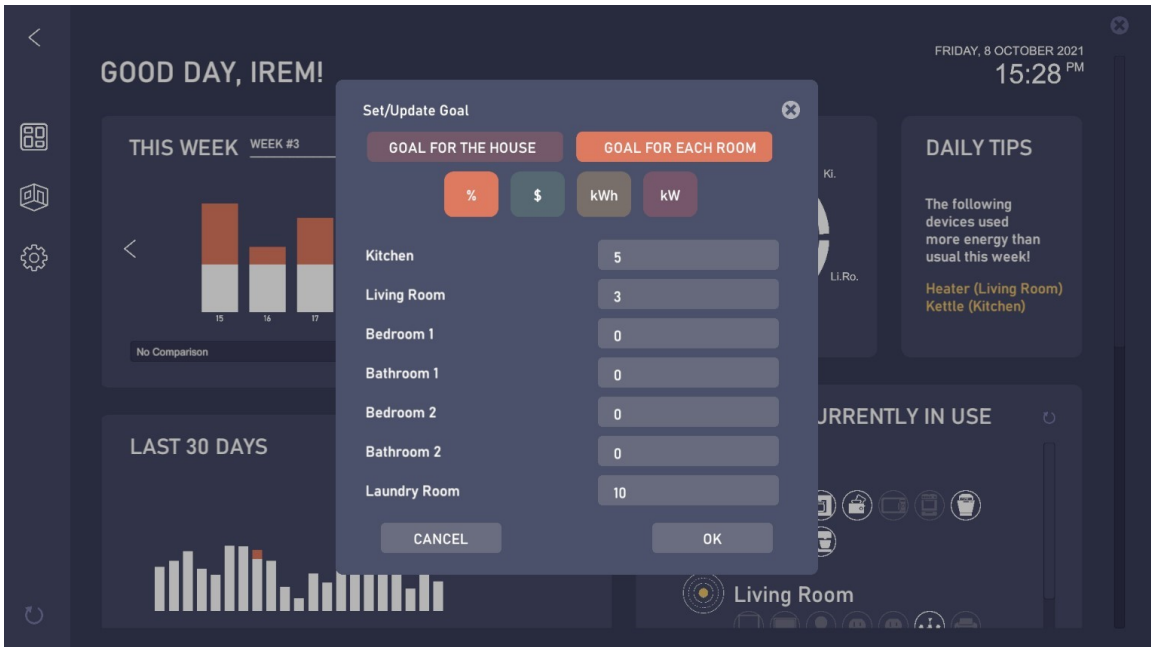 FRIDAY, 8 OCTOBER 2021
15:28 PM
GOOD DAY, IREM!
THIS WEEK WEEK #3
15 16 17
No Comparison
Set/Update Goal
GOAL FOR THE HOUSE GOAL FOR EACH ROOM
% $ kWh kW
Kitchen 5
Living Room 3
Bedroom 1 0
Bathroom 1 0
Bedroom 2 0
Bathroom 2 0
Laundry Room 10
CANCEL OK
Ki.
Li.Ro.
DAILY TIPS
The following
devices used
more energy than
usual this week!
Heater (Living Room)
Kettle (Kitchen)
LAST 30 DAYS
URRENTLY IN USE
Living Room